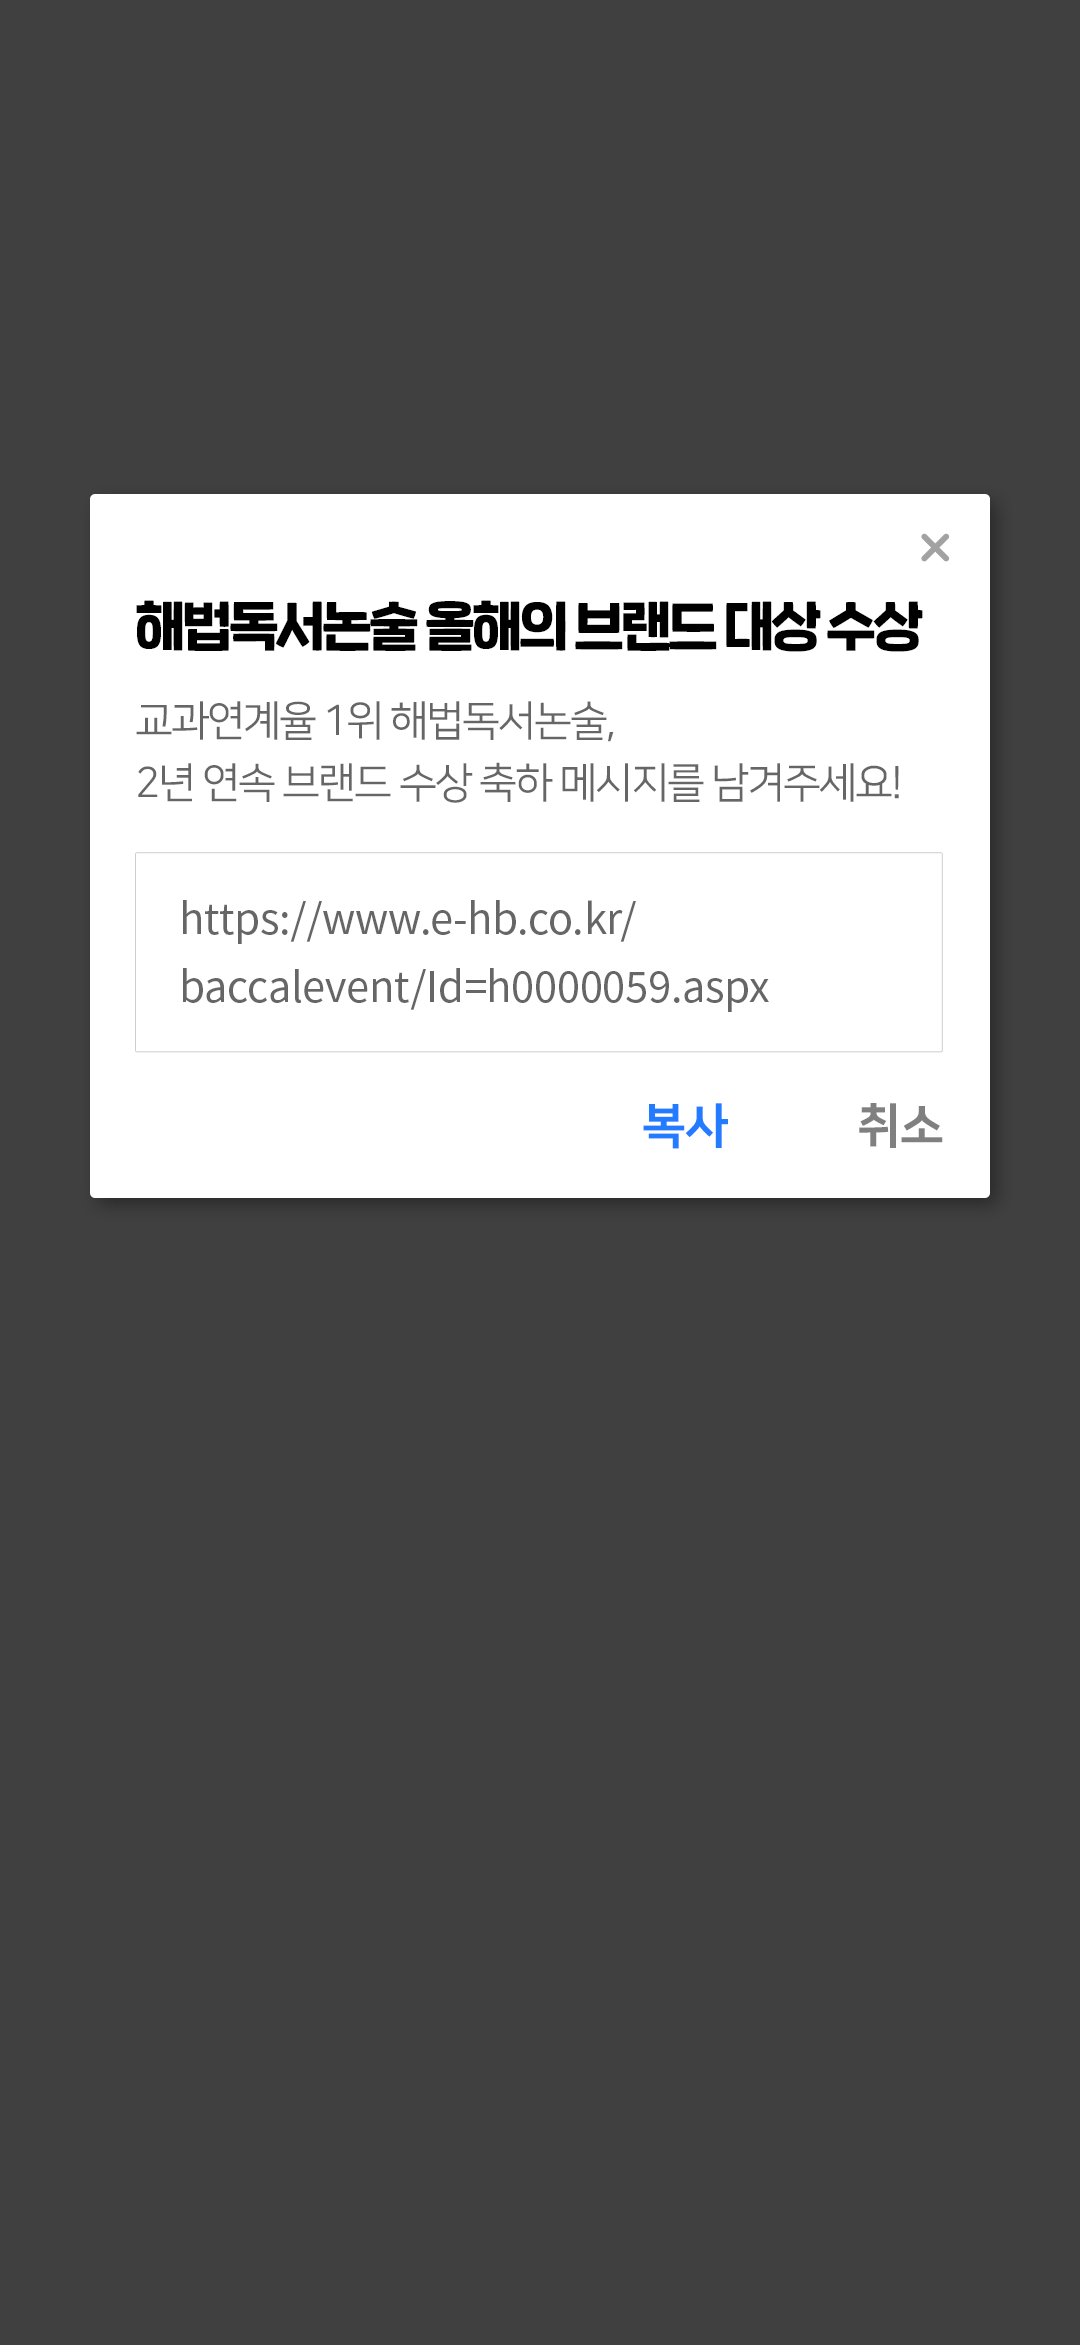 해법독서논술 올해의 브랜드 대상 수상
교과연계율 1위 해법독서논술,
2년 연속 브랜드 수상 축하 메시지를 남겨주세요!
https://www.e-hb.co.kr/
baccalevent/Id=h0000059.aspx
복사 취소